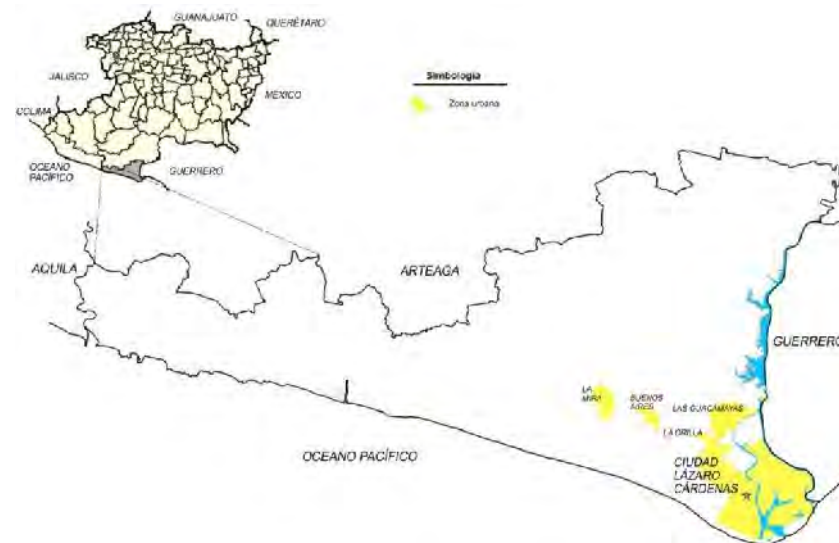 GUANAJUATO
QUERÉTARO
JALISCO
MÉXICO
COLIMA
OCEANO
PACÍFICO
GUERRERO
Simbología
Zona urbana
AQUILA
ARTEAGA
GUERRERO
LA
MIRA
BUENOS
AIRES
LAS GUACAMAYAS
LA ORILLA
OCEANO PACÍFICO
CIUDAD
LÁZARO
CÁRDENAS